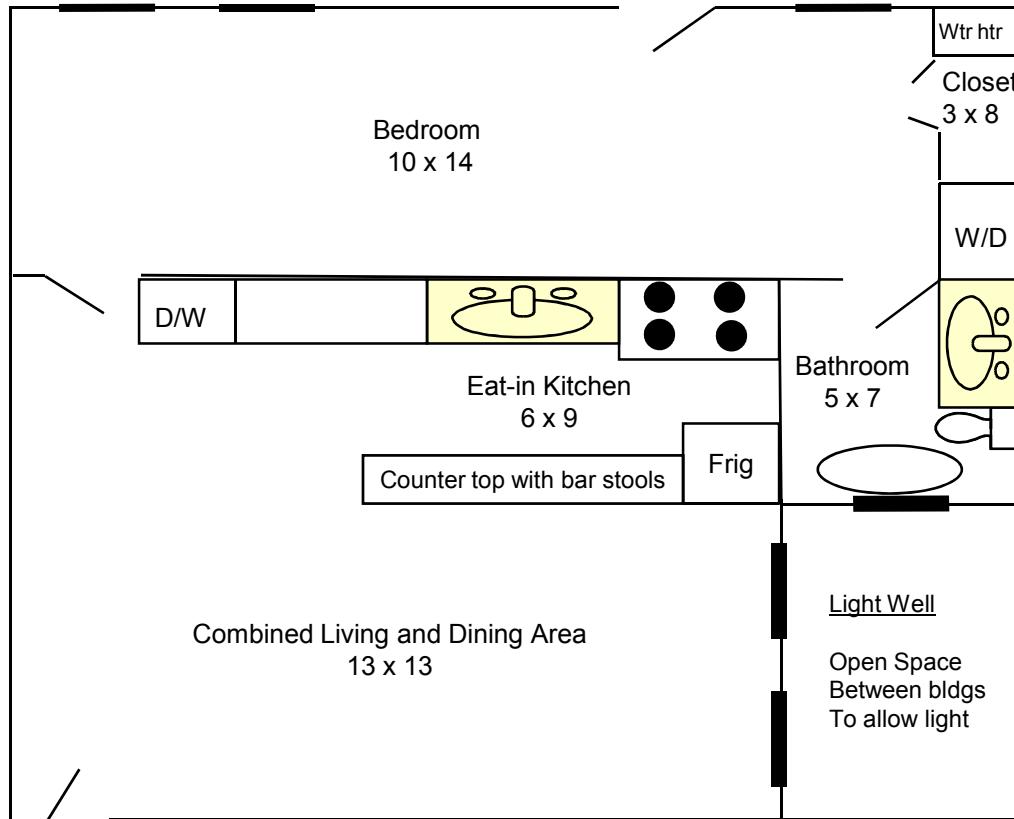 Wtr htr
Closet
3 x 8
Bedroom
10 x 14
W/D
D/W
Eat-in Kitchen
6 x 9
Bathroom
5 x 7
Counter top with bar stools
Frig
Combined Living and Dining Area
13 x 13
Light Well
Open Space
Between bldgs
To allow light